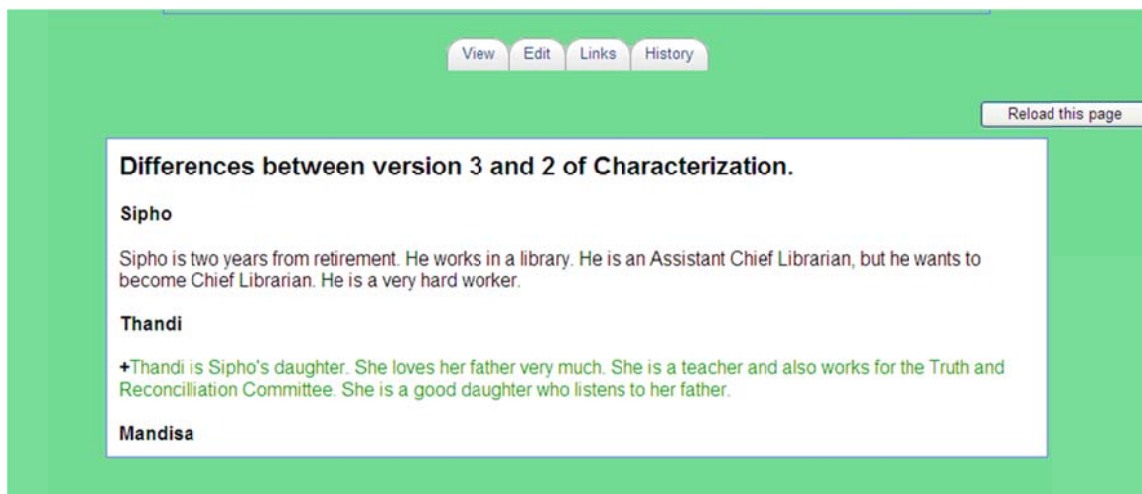 View Edit Links History
Reload this page
Differences between version 3 and 2 of Characterization.
Sipho
Sipho is two years from retirement. He works in a library. He is an Assistant Chief Librarian, but he wants to
become Chief Librarian. He is a very hard worker.
Thandi
+Thandi is Sipho's daughter. She loves her father very much. She is a teacher and also works for the Truth and
Reconcilliation Committee. She is a good daughter who listens to her father.
Mandisa